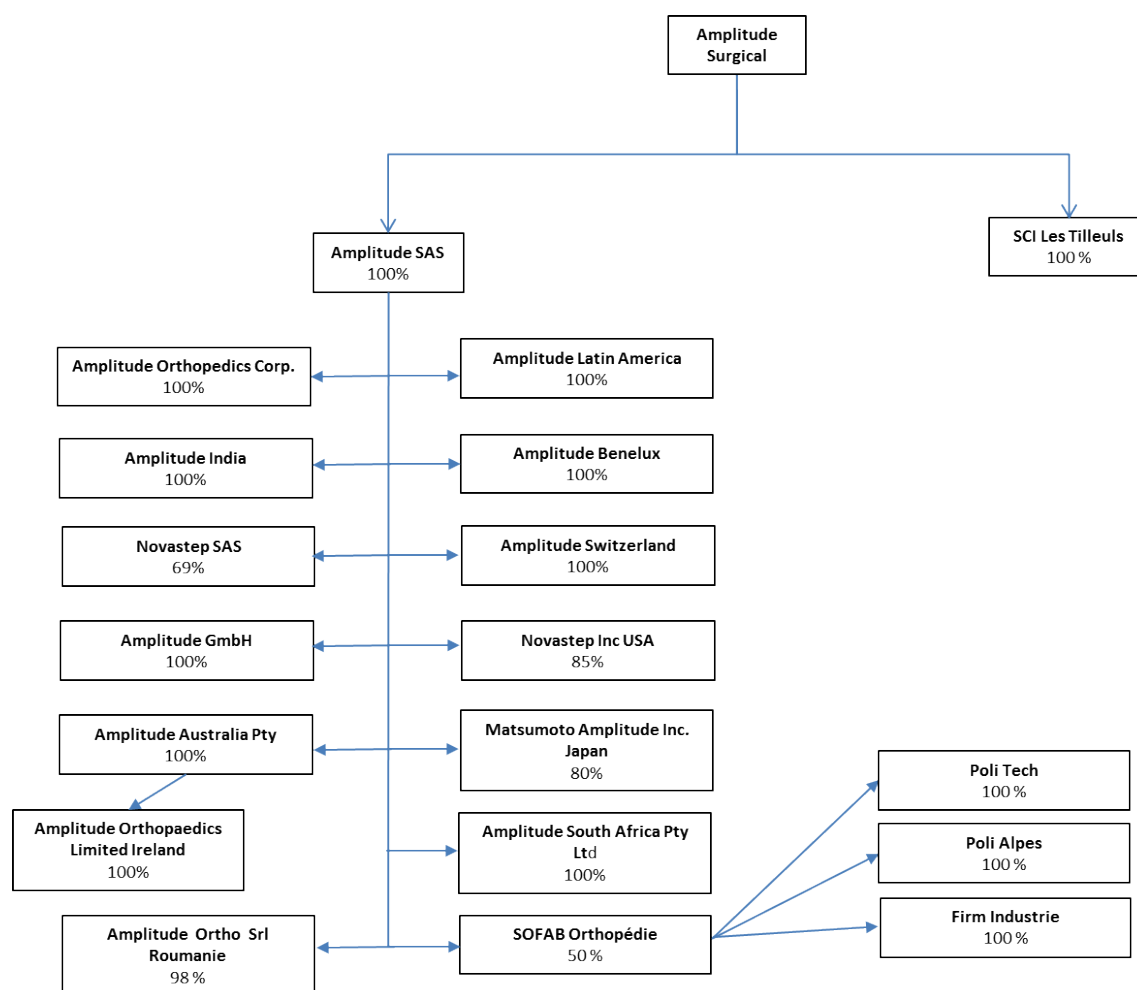 Amplitude
Surgical
Amplitude SAS
100%
SCI Les Tilleuls
100 %
Amplitude Orthopedics Corp.
100%
Amplitude Latin America
100%
Amplitude India
100%
Amplitude Benelux
100%
Novastep SAS
69%
Amplitude Switzerland
100%
Amplitude GmbH
100%
Novastep Inc USA
85%
Amplitude Australia Pty
100%
Matsumoto Amplitude Inc.
Japan
80%
Poli Tech
100 %
Amplitude Orthopaedics
Limited Ireland
100%
Amplitude South Africa Pty
Ltd
100%
Poli Alpes
100 %
Amplitude Ortho Srl
Roumanie
98 %
SOFAB Orthopédie
50 %
Firm Industrie
100 %